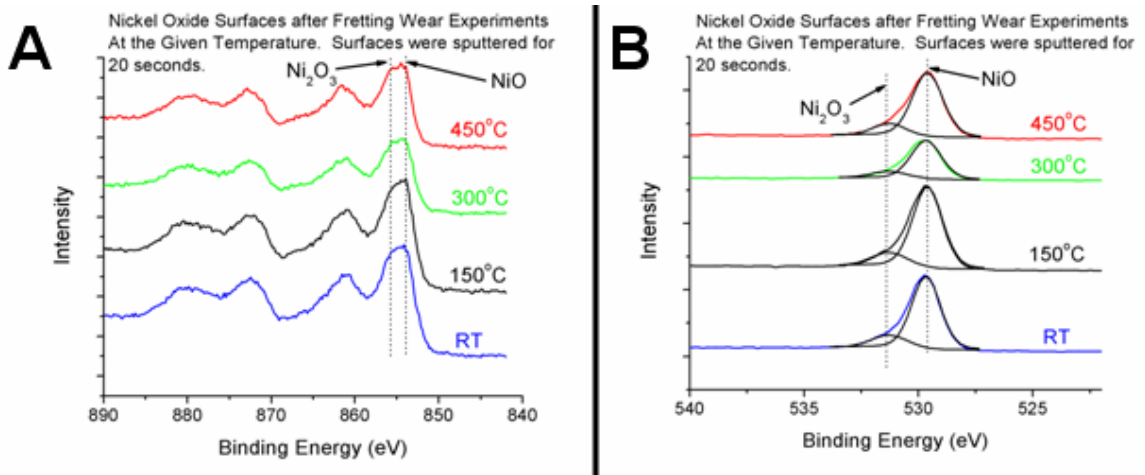 A
Nickel Oxide Surfaces after Fretting Wear Experiments
At the Given Temperature. Surfaces were sputtered for
20 seconds.
Ni₂O₃
NiO
450°C
300°C
150°C
RT
Intensity
890 880 870 860 850 840
Binding Energy (eV)
B
Nickel Oxide Surfaces after Fretting Wear Experiments
At the Given Temperature. Surfaces were sputtered for
20 seconds.
NiO
Ni₂O₃
450°C
300°C
150°C
RT
Intensity
540 535 530 525
Binding Energy (eV)